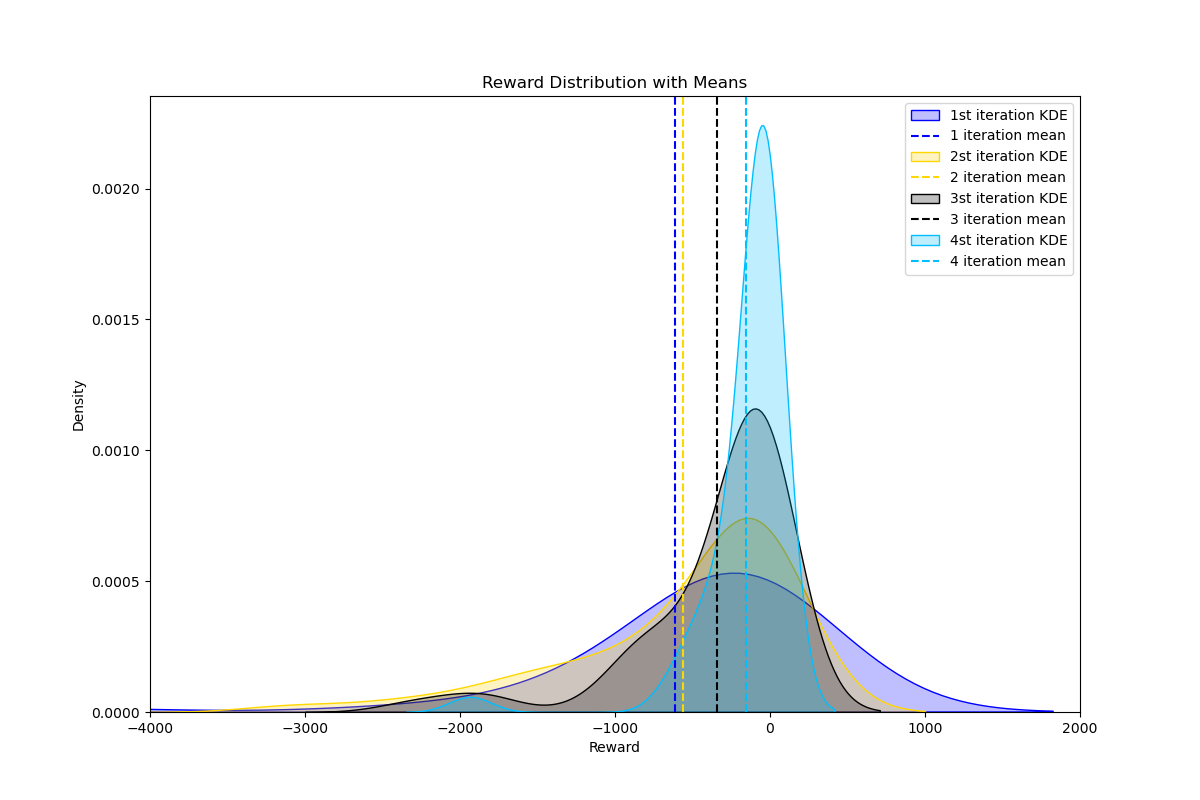 Reward Distribution with Means
1st iteration KDE
1 iteration mean
2st iteration KDE
2 iteration mean
3st iteration KDE
3 iteration mean
4st iteration KDE
4 iteration mean
Density
0.0020
0.0015
0.0010
0.0005
0.0000
−4000 −3000 −2000 −1000 0 1000 2000
Reward